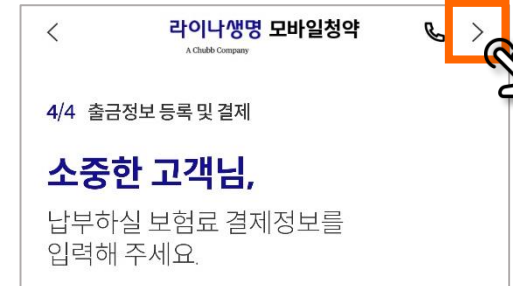 라이나생명 모바일청약
A Chubb Company
4/4 출금정보 등록 및 결제
소중한 고객님,
납부하실 보험료 결제정보를
입력해 주세요.